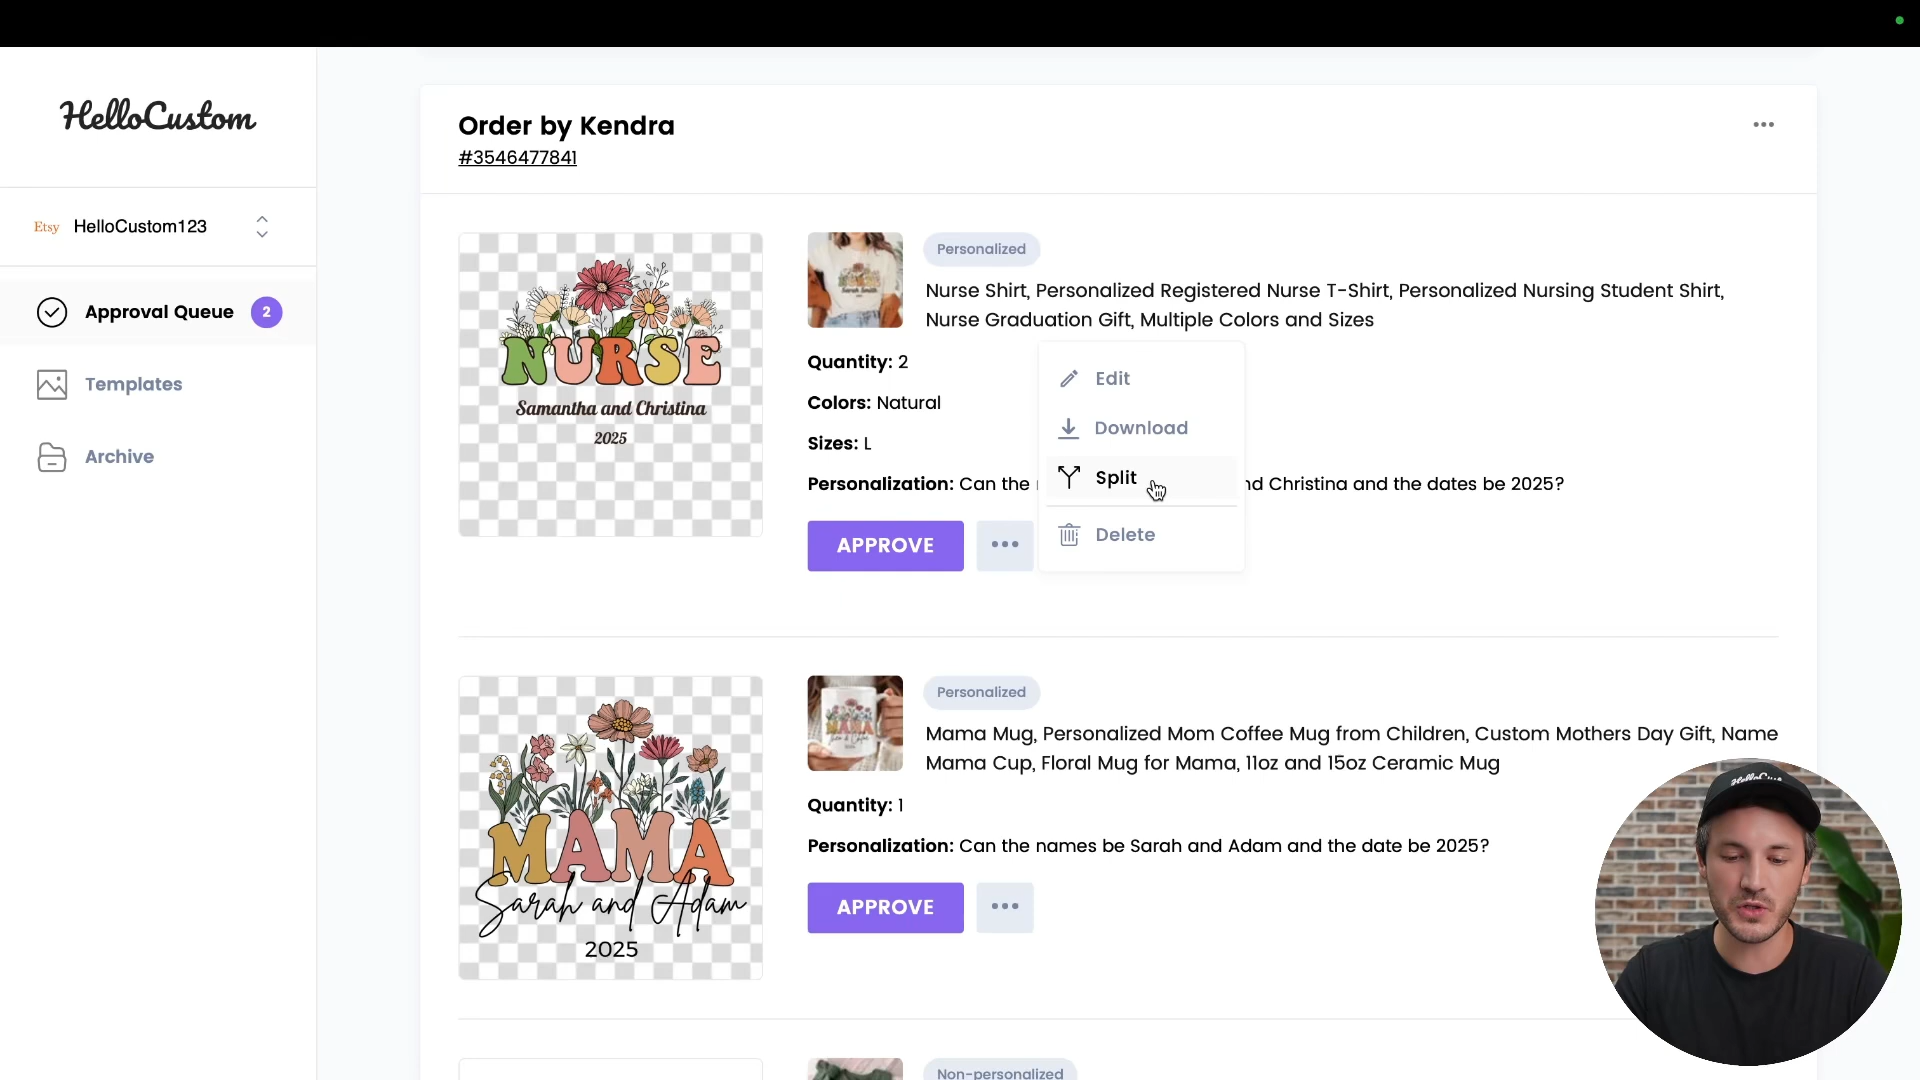 HelloCustom
Etsy HelloCustom123
Approval Queue 2
Templates
Archive
Order by Kendra
#3546477841
NURSE
Samantha and Christina
2025
Personalized
Nurse Shirt, Personalized Registered Nurse T-Shirt, Personalized Nursing Student Shirt,
Nurse Graduation Gift, Multiple Colors and Sizes
Quantity: 2
Colors: Natural
Sizes: L
Personalization: Can the
nd Christina and the dates be 2025?
Edit
Download
Split
Delete
APPROVE
MAMA
Sarah and Adam
2025
Personalized
Mama Mug, Personalized Mom Coffee Mug from Children, Custom Mothers Day Gift, Name
Mama Cup, Floral Mug for Mama, 11oz and 15oz Ceramic Mug
Quantity: 1
Personalization: Can the names be Sarah and Adam and the date be 2025?
APPROVE
Non-personalized